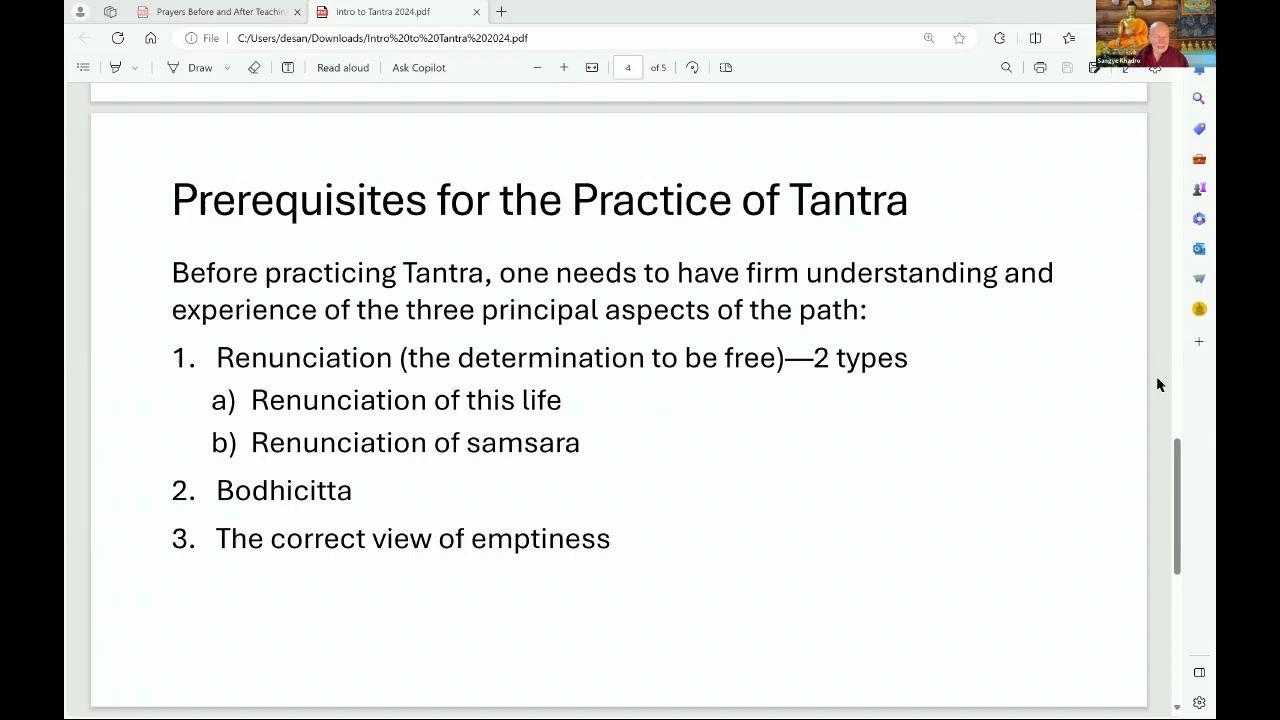 Prayers Before and After Teachin
Intro to Tantra 2024.pdf
File
C:/Users/desan/Downloads/Intro%20to%20Tantra%202024.pdf
Draw
Read aloud
4
of 5
Sangye Khadro
Prerequisites for the Practice of Tantra
Before practicing Tantra, one needs to have firm understanding and
experience of the three principal aspects of the path:
1. Renunciation (the determination to be free)—2 types
a) Renunciation of this life
b) Renunciation of samsara
2. Bodhicitta
3. The correct view of emptiness